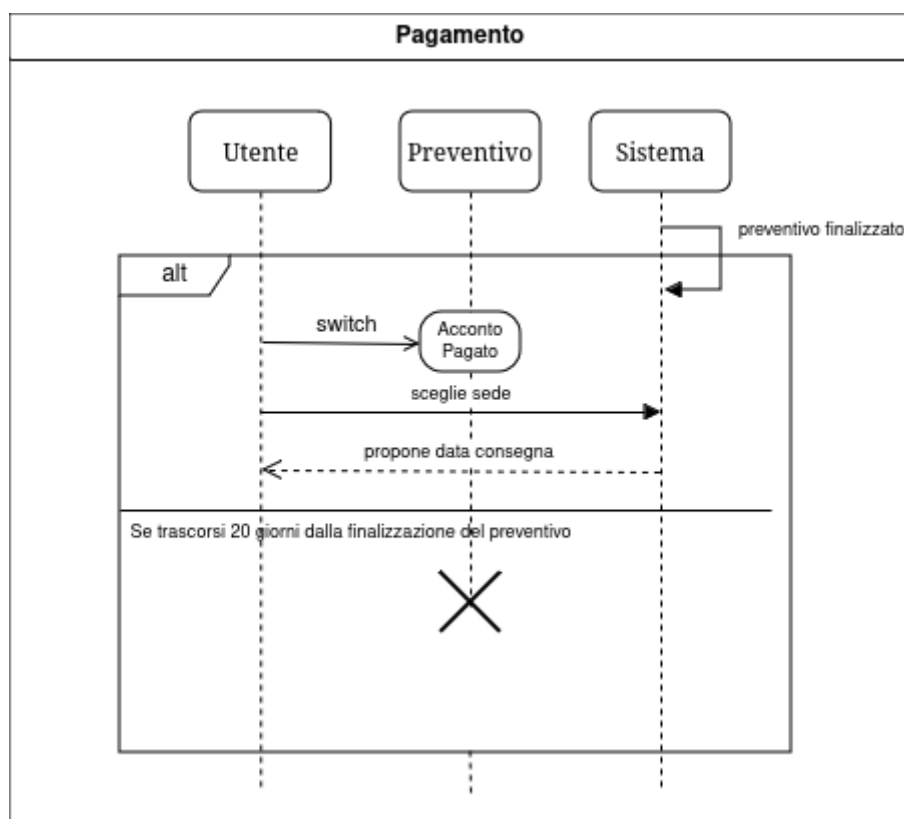 Pagamento
Utente
Preventivo
Sistema
preventivo finalizzato
alt
switch
Acconto
Pagato
sceglie sede
propone data consegna
Se trascorsi 20 giorni dalla finalizzazione del preventivo